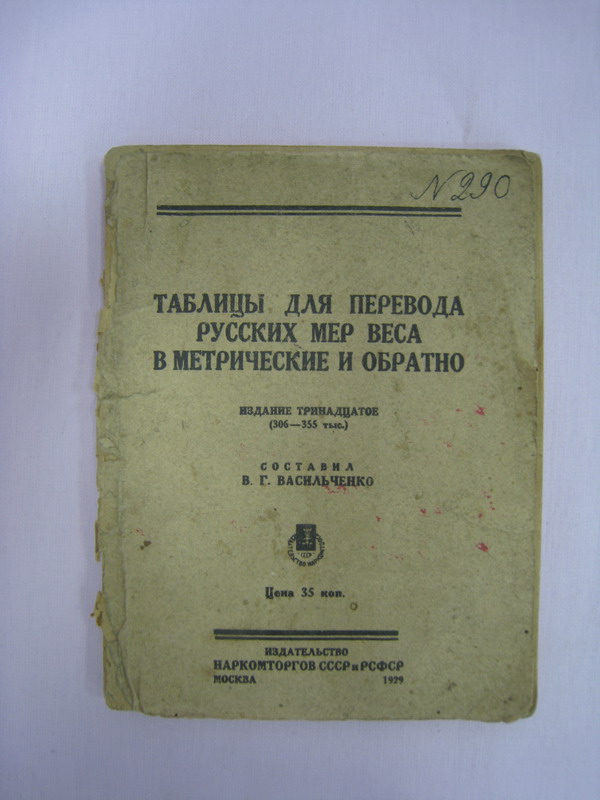 N 290
ТАБЛИЦЫ ДЛЯ ПЕРЕВОДА
РУССКИХ МЕР ВЕСА
В МЕТРИЧЕСКИЕ И ОБРАТНО
ИЗДАНИЕ ТРИНАДЦАТОЕ
(306—355 тыс.)
СОСТАВИЛ
В. Г. ВАСИЛЬЧЕНКО
СССР
Цена 35 коп.
ИЗДАТЕЛЬСТВО
НАРКОМТОРГОВ СССР и РСФСР
МОСКВА 1929